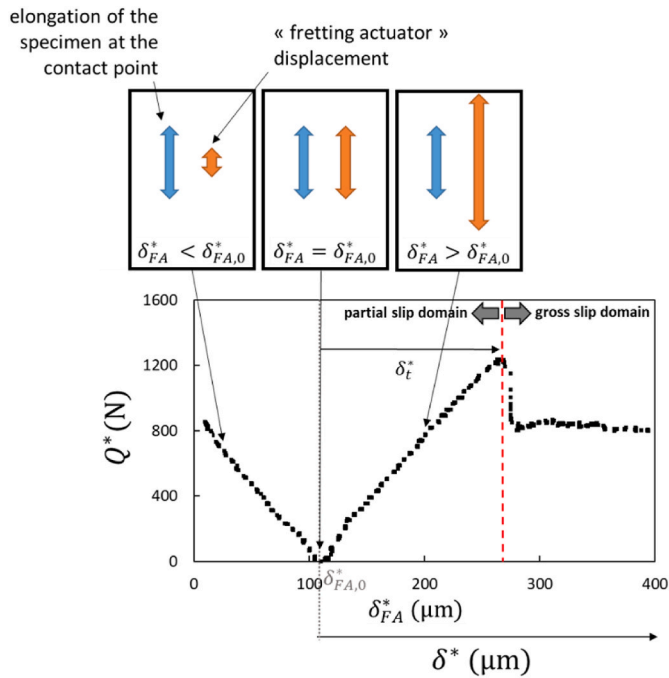 elongation of the
specimen at the
contact point
« fretting actuator »
displacement
δ*FA < δ*FA,0
δ*FA = δ*FA,0
δ*FA > δ*FA,0
1600
1200
800
400
0
Q* (N)
partial slip domain
gross slip domain
δ*t
δ*FA,0
0
100
200
300
400
δ*FA (μm)
δ* (μm)